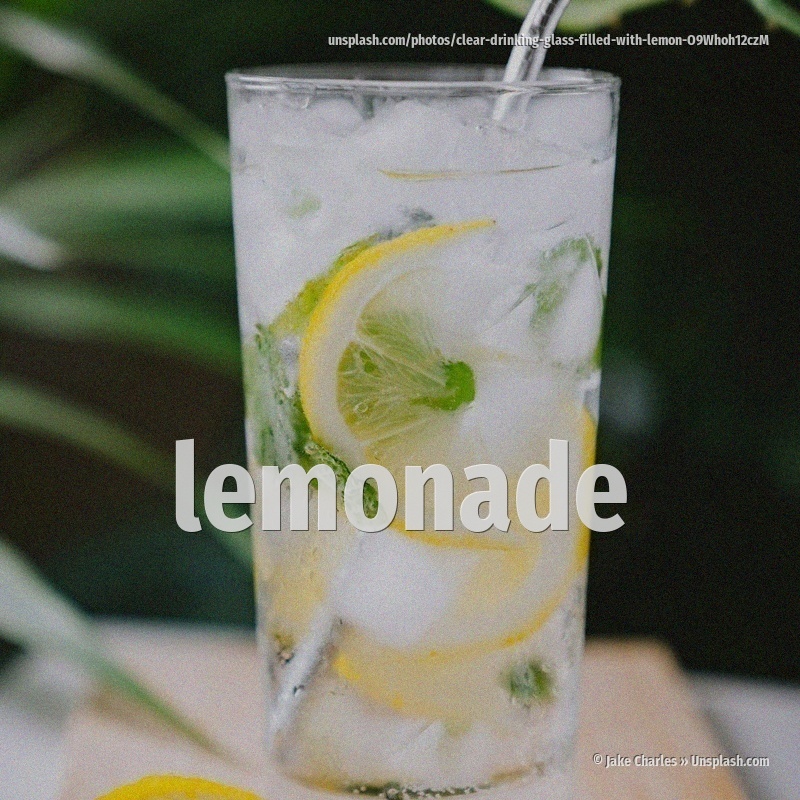 unsplash.com/photos/clear-drinking-glass-filled-with-lemon-O9Whoh12czM
lemonade
© Jake Charles » Unsplash.com